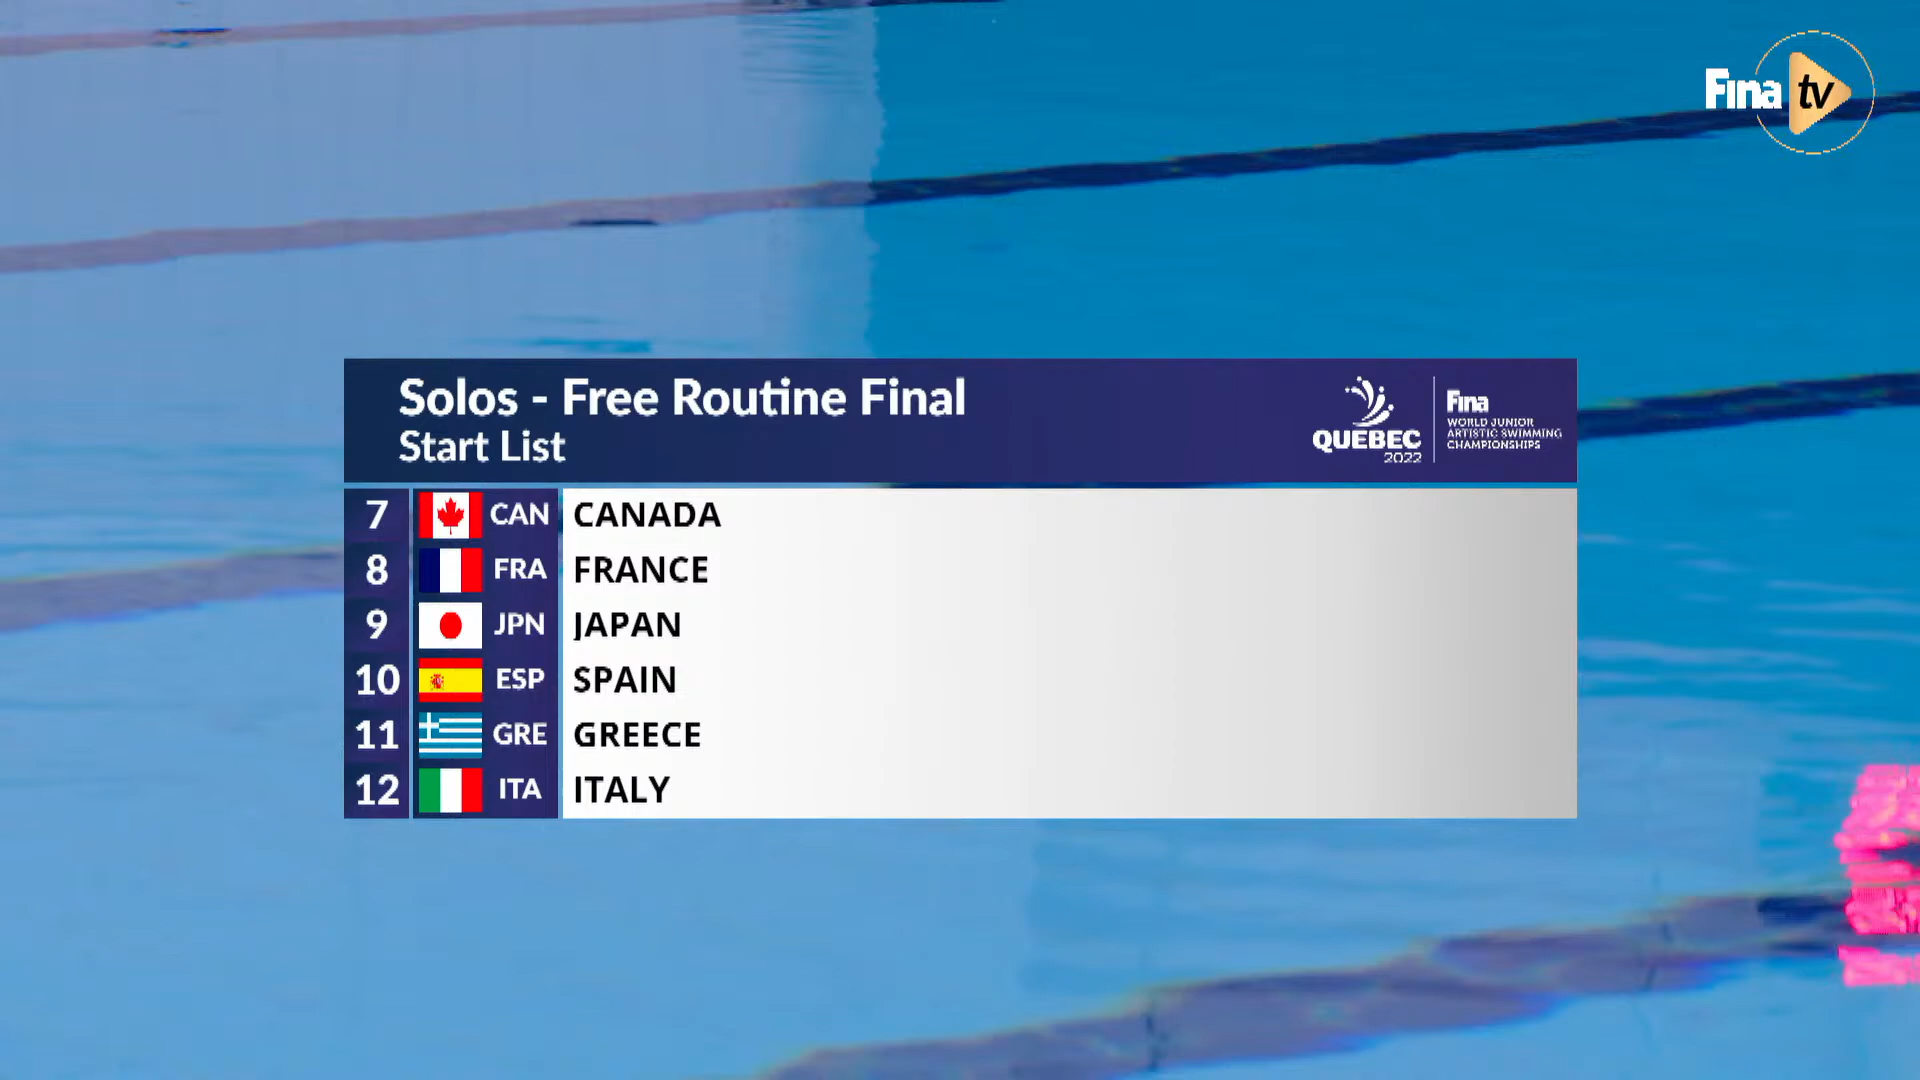 Fina tv
Solos - Free Routine Final
Start List
QUEBEC
2022
Fina
WORLD JUNIOR
ARTISTIC SWIMMING
CHAMPIONSHIPS
7 CAN CANADA
8 FRA FRANCE
9 JPN JAPAN
10 ESP SPAIN
11 GRE GREECE
12 ITA ITALY